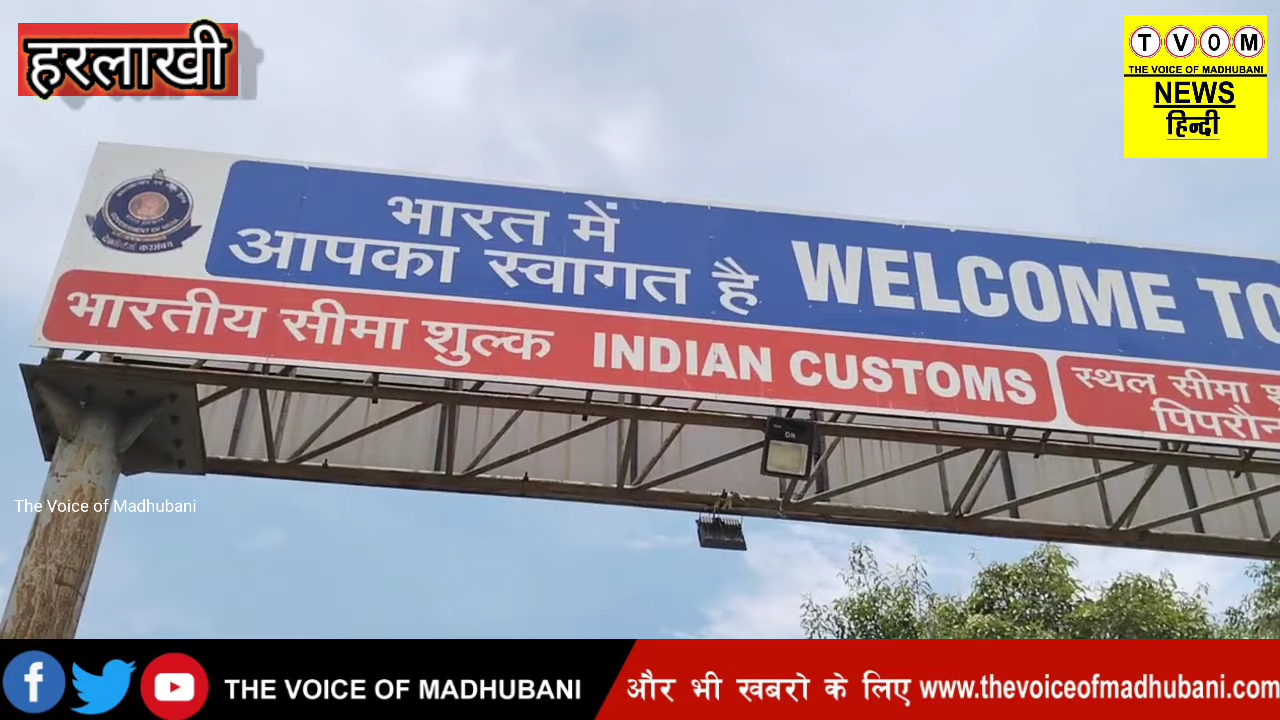 हरलाखी
T V O M
THE VOICE OF MADHUBANI
NEWS
हिन्दी
भारत में
आपका स्वागत है
WELCOME TO
भारतीय सीमा शुल्क INDIAN CUSTOMS
स्थल सीमा
The Voice of Madhubani
THE VOICE OF MADHUBANI
और भी खबरो के लिए www.thevoiceofmadhubani.com